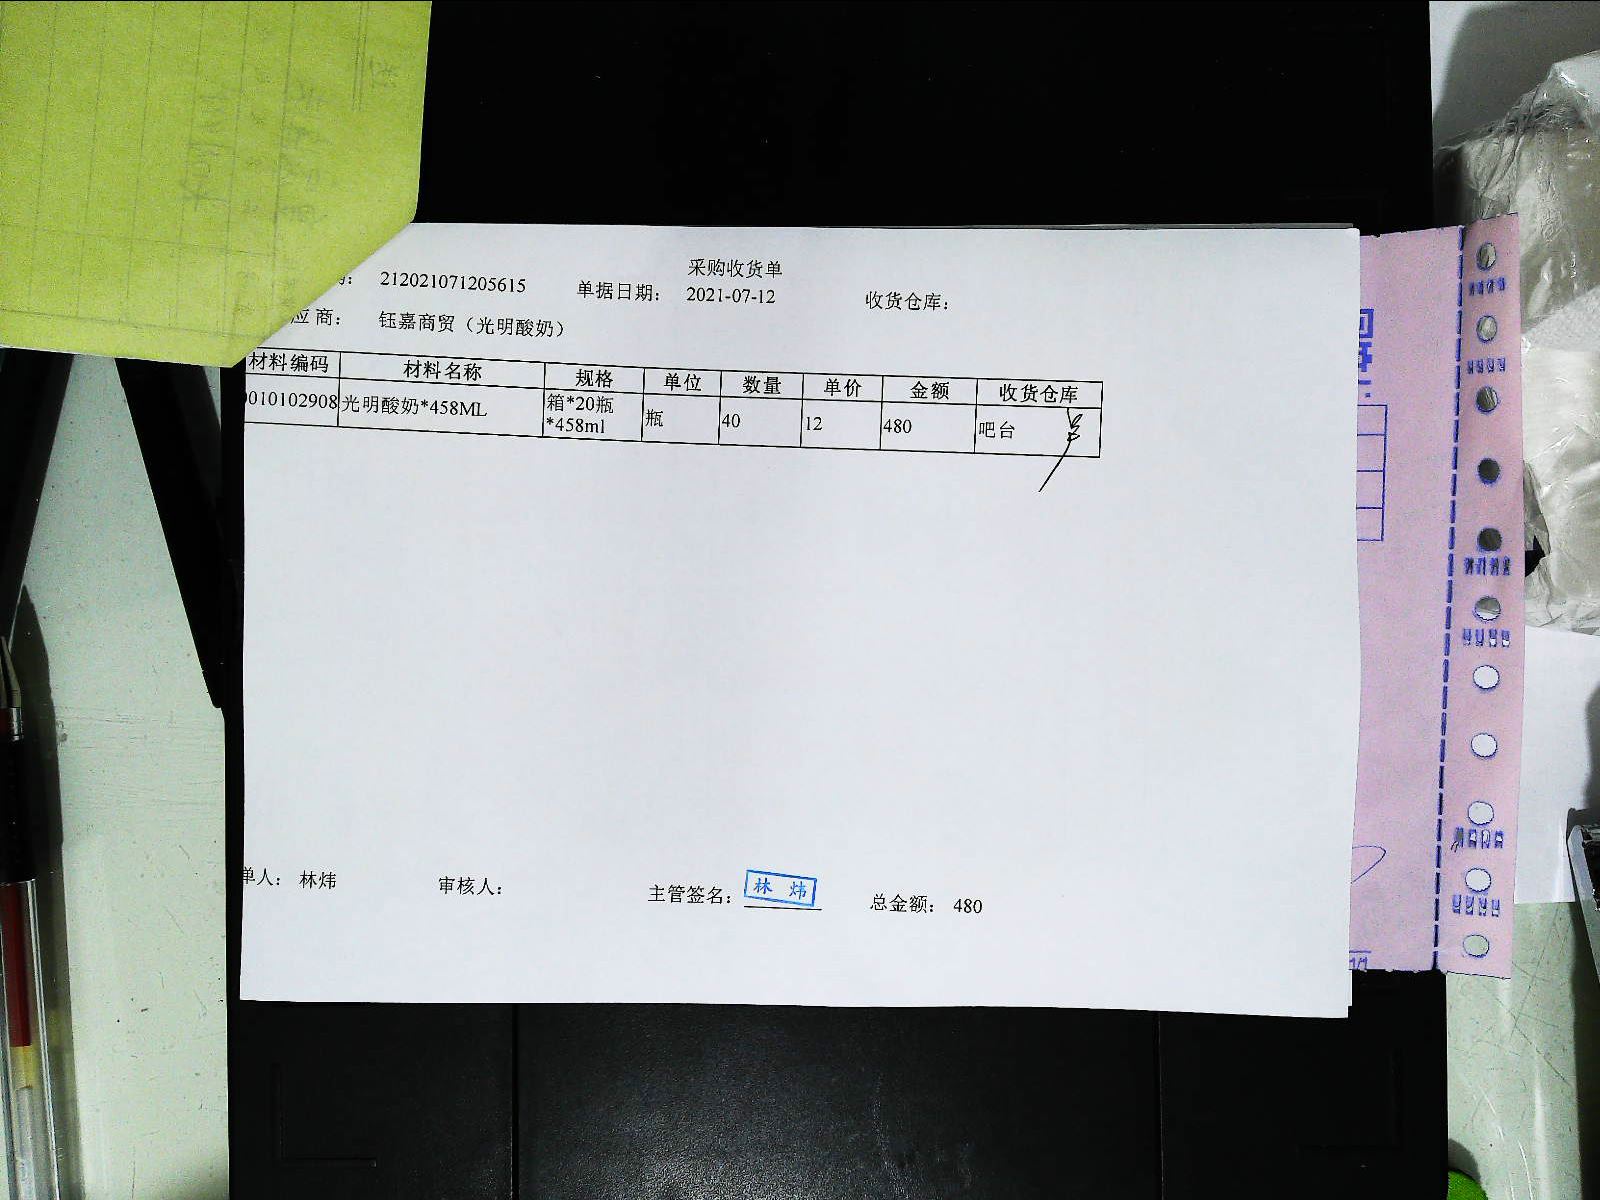 采购收货单
212021071205615 单据日期： 2021-07-12 收货仓库：
应商： 钰嘉商贸（光明酸奶）
材料编码 材料名称 规格 单位 数量 单价 金额 收货仓库
010102908 光明酸奶*458ML 箱*20瓶 瓶 40 12 480 吧台
*458ml
单人： 林炜 审核人： 主管签名： 林 炜 总金额： 480
1/1